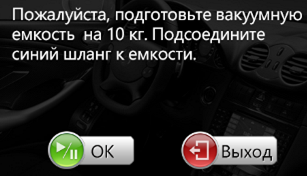 Пожалуйста, подготовьте вакуумную
емкость на 10 кг. Подсоедините
синий шланг к емкости.
OK
Выход